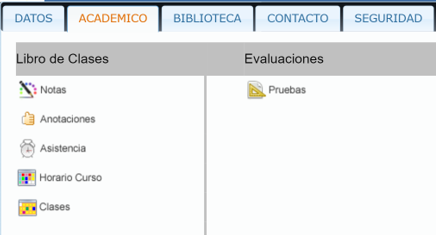 DATOS ACADEMICO BIBLIOTECA CONTACTO SEGURIDAD
Libro de Clases Evaluaciones
Notas Pruebas
Anotaciones
Asistencia
Horario Curso
Clases